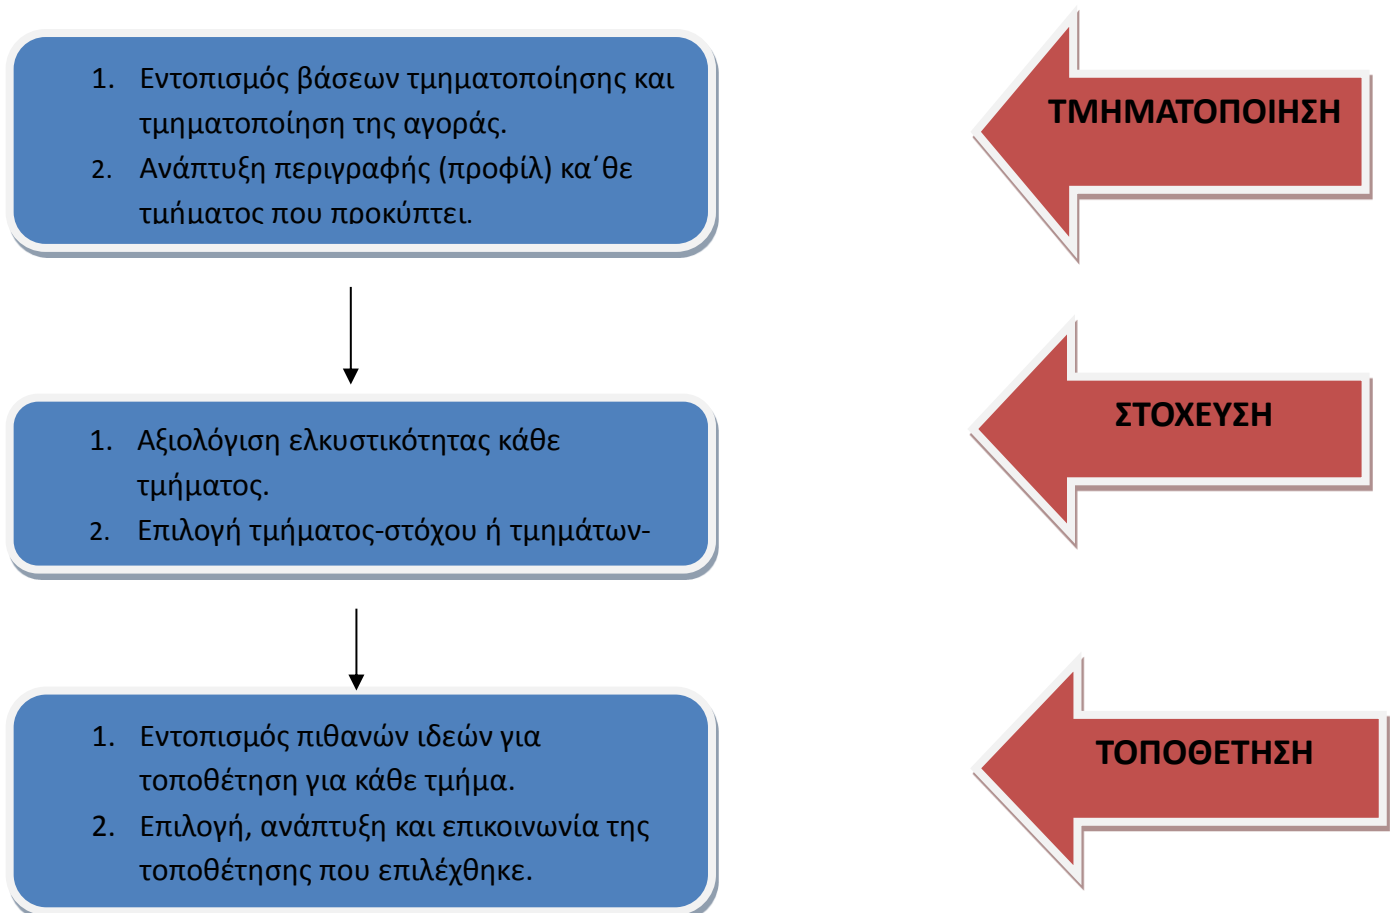 1. Εντοπισμός βάσεων τμηματοποίησης και
τμηματοποίηση της αγοράς.
2. Ανάπτυξη περιγραφής (προφίλ) κα΄θε
τμήματος που προκύπτει.
ΤΜΗΜΑΤΟΠΟΙΗΣΗ
1. Αξιολόγιση ελκυστικότητας κάθε
τμήματος.
2. Επιλογή τμήματος-στόχου ή τμημάτων-
ΣΤΟΧΕΥΣΗ
1. Εντοπισμός πιθανών ιδεών για
τοποθέτηση για κάθε τμήμα.
2. Επιλογή, ανάπτυξη και επικοινωνία της
τοποθέτησης που επιλέχθηκε.
ΤΟΠΟΘΕΤΗΣΗ